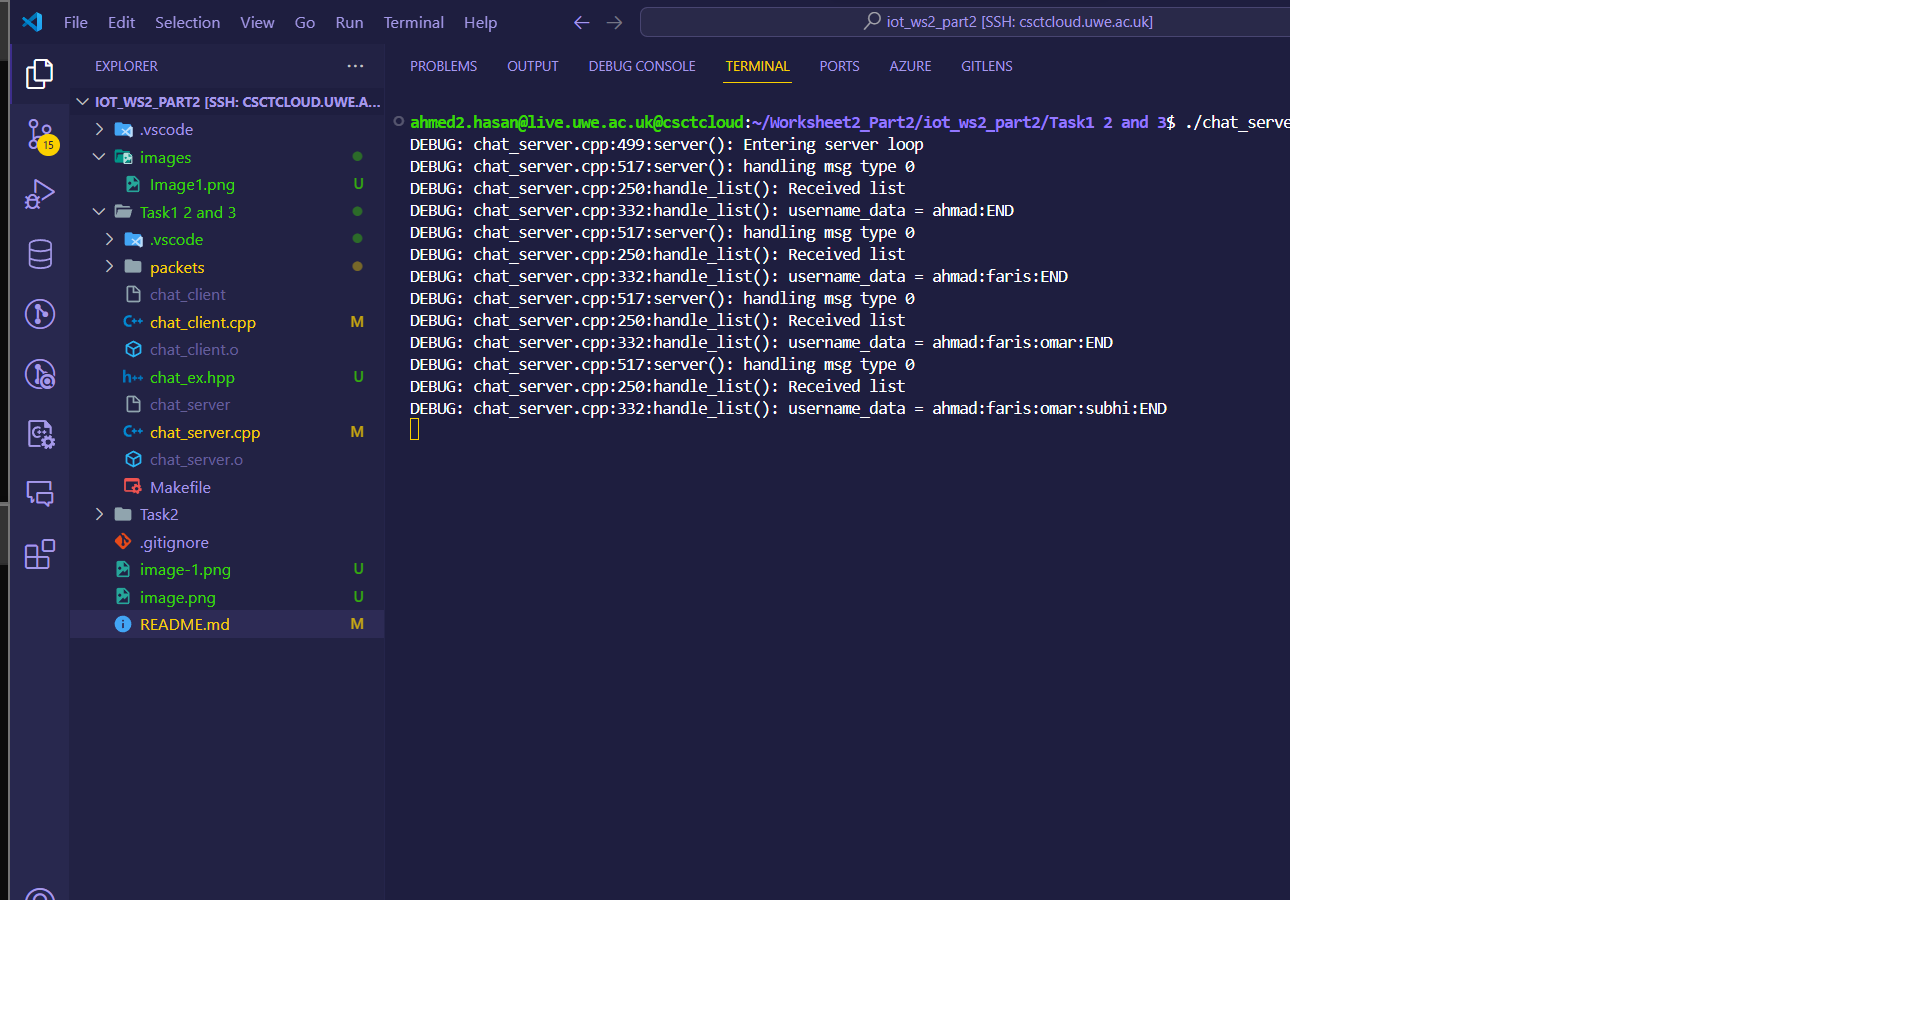 File Edit Selection View Go Run Terminal Help
iot_ws2_part2 [SSH: csctcloud.uwe.ac.uk]
EXPLORER
IOT_WS2_PART2 [SSH: CSCTCLOUD.UWE.A...
.vscode
images
Image1.png U
Task1 2 and 3
.vscode
packets
chat_client
chat_client.cpp M
chat_client.o
chat_ex.hpp U
chat_server
chat_server.cpp M
chat_server.o
Makefile
Task2
.gitignore
image-1.png U
image.png U
README.md M
15
PROBLEMS OUTPUT DEBUG CONSOLE TERMINAL PORTS AZURE GITLENS
ahmed2.hasan@live.uwe.ac.uk@csctcloud:~/Worksheet2_Part2/iot_ws2_part2/Task1 2 and 3$ ./chat_serve
DEBUG: chat_server.cpp:499:server(): Entering server loop
DEBUG: chat_server.cpp:517:server(): handling msg type 0
DEBUG: chat_server.cpp:250:handle_list(): Received list
DEBUG: chat_server.cpp:332:handle_list(): username_data = ahmad:END
DEBUG: chat_server.cpp:517:server(): handling msg type 0
DEBUG: chat_server.cpp:250:handle_list(): Received list
DEBUG: chat_server.cpp:332:handle_list(): username_data = ahmad:faris:END
DEBUG: chat_server.cpp:517:server(): handling msg type 0
DEBUG: chat_server.cpp:250:handle_list(): Received list
DEBUG: chat_server.cpp:332:handle_list(): username_data = ahmad:faris:omar:END
DEBUG: chat_server.cpp:517:server(): handling msg type 0
DEBUG: chat_server.cpp:250:handle_list(): Received list
DEBUG: chat_server.cpp:332:handle_list(): username_data = ahmad:faris:omar:subhi:END